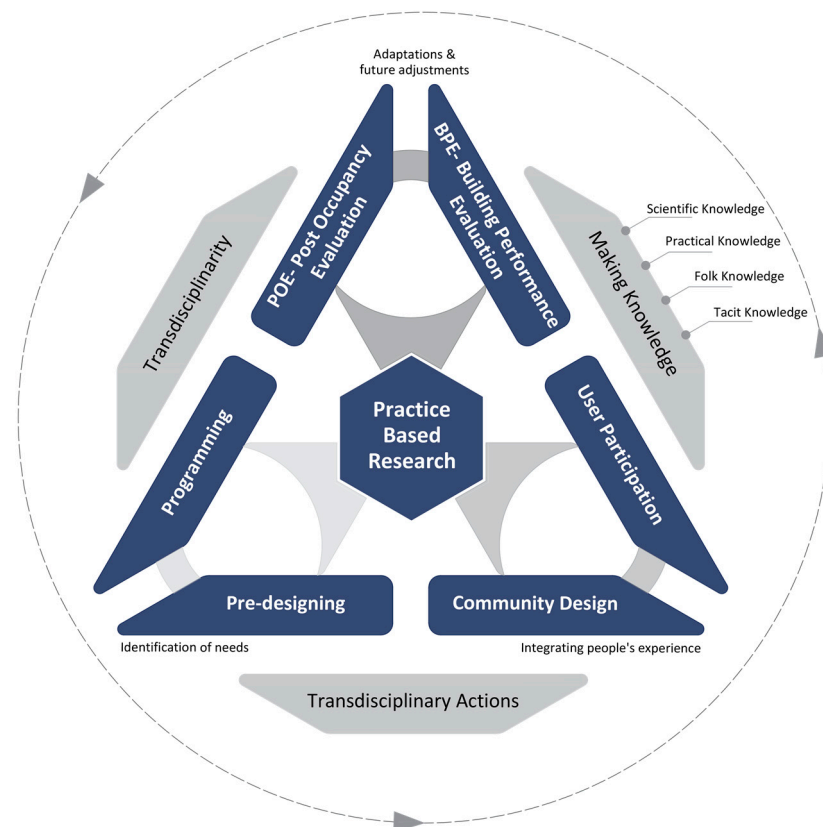 Adaptations &
future adjustments
POE- Post Occupancy
Evaluation
BPE- Building Performance
Evaluation
Transdisciplinarity
Making Knowledge
Scientific Knowledge
Practical Knowledge
Folk Knowledge
Tacit Knowledge
Practice
Based
Research
Programming
User Participation
Pre-designing
Community Design
Identification of needs
Integrating people's experience
Transdisciplinary Actions